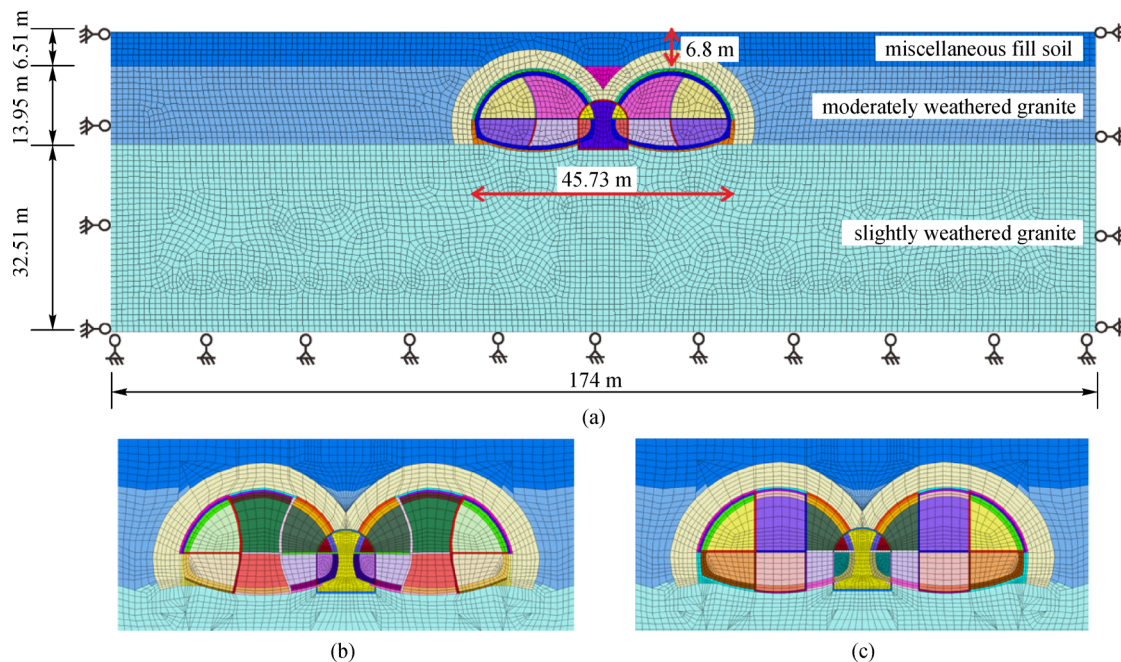 6.51 m
13.95 m
32.51 m
6.8 m
miscellaneous fill soil
moderately weathered granite
45.73 m
slightly weathered granite
174 m
(a)
(b)
(c)